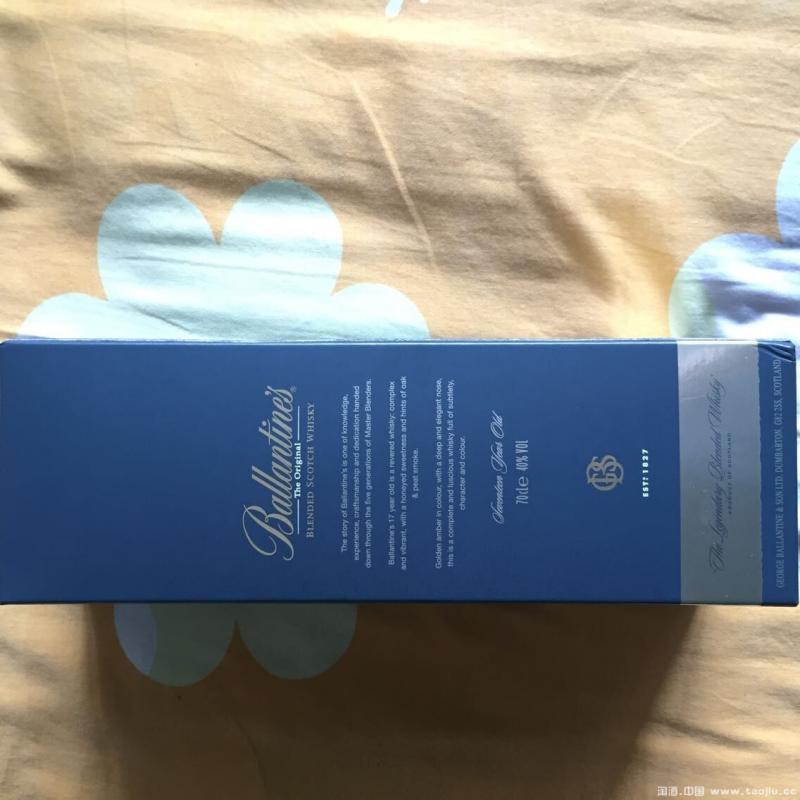 Ballantine's®
The Original
BLENDED SCOTCH WHISKY
The story of Ballantine's is one of knowledge,
experience, craftsmanship and dedication handed
down through the five generations of Master Blenders.
Ballantine's 17 year old is a revered whisky; complex
and vibrant, with a honeyed sweetness and hints of oak
& peat smoke.
Golden amber in colour, with a deep and elegant nose,
this is a complete and luscious whisky full of subtlety,
character and colour.
Seventeen Years Old
70cl e 40% VOL
GBS
ESTD 1827
The Legendary Blended Whisky
PRODUCT OF SCOTLAND
GEORGE BALLANTINE & SON LTD, DUMBARTON, G82 2SS, SCOTLAND
淘酒.中国 www.taojiu.cc